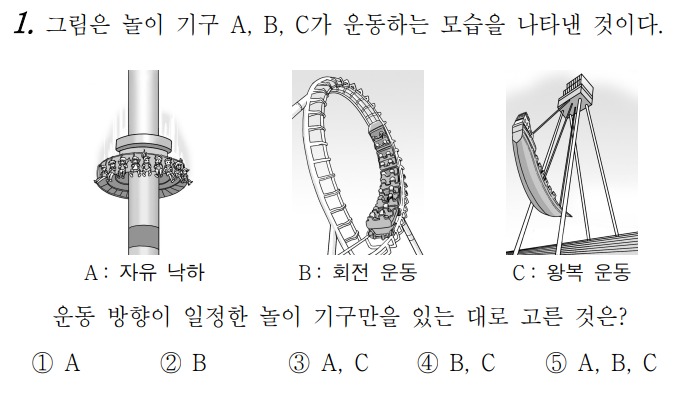 1. 그림은 놀이 기구 A, B, C가 운동하는 모습을 나타낸 것이다.
A : 자유 낙하 B : 회전 운동 C : 왕복 운동
운동 방향이 일정한 놀이 기구만을 있는 대로 고른 것은?
① A ② B ③ A, C ④ B, C ⑤ A, B, C